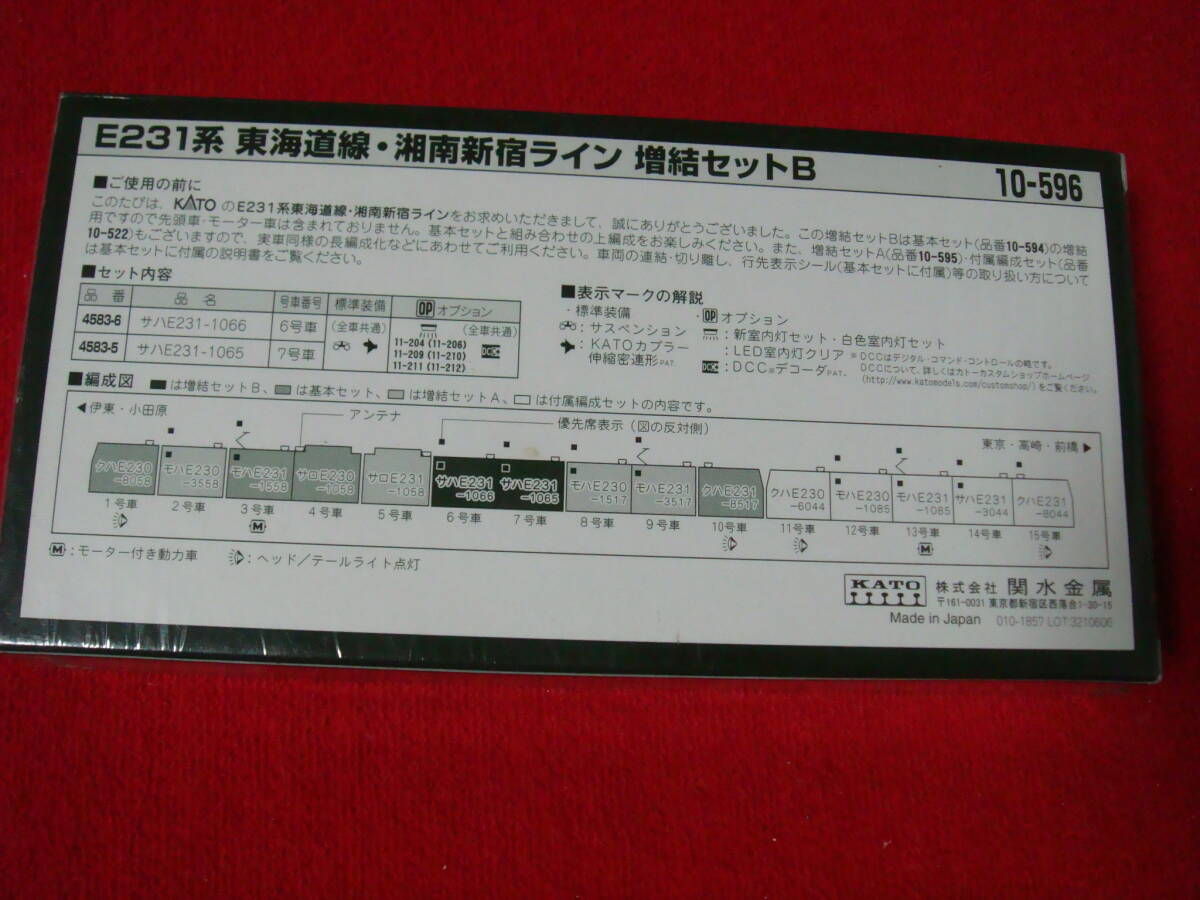 E231系 東海道線・湘南新宿ライン 増結セットB
10-596
■ご使用の前に
このたびは、KATOのE231系東海道線・湘南新宿ラインをお求めいただきまして、誠にありがとうございました。この増結セットBは基本セット(品番10-594)の増結
用ですので先頭車・モーター車は含まれておりません。基本セットと組み合わせの上編成をお楽しみください。また、増結セットA(品番10-595)・付属編成セット(品番
10-522)もございますので、実車同様の長編成化などにあわせてご利用ください。車両の連結・切り離し、行先表示シール(基本セットに付属)等の取り扱い方について
は基本セットに付属の説明書をご覧ください。
■セット内容
品番 品名 号車番号 標準装備 OPオプション
4583-6 サハE231-1066 6号車 (全車共通) (全車共通)
4583-5 サハE231-1065 7号車
11-204 (11-206)
11-209 (11-210)
11-211 (11-212)
DCC
■表示マークの解説
・標準装備
：サスペンション
：KATOカプラー
伸縮密連形PAT.
・OPオプション
：新室内灯セット・白色室内灯セット
：LED室内灯クリア
DCC：DCC※デコーダPAT.
※DCCはデジタル・コマンド・コントロールの略です。
DCCについて、詳しくはカトーカスタムショップホームページ
(http://www.katomodels.com/customshop/)をご覧ください。
■編成図 ■は増結セットB、■は基本セット、□は増結セットA、□は付属編成セットの内容です。
◀伊東・小田原
アンテナ
優先席表示(図の反対側)
東京・高崎・前橋▶
クハE230 -8058 モハE230 -3558 モハE231 -1558 サロE230 -1058 サロE231 -1058 サハE231 -1066 サハE231 -1065 モハE230 -1517 モハE231 -3517 クハE231 -8517 クハE230 -6044 モハE230 -1085 モハE231 -1085 サハE231 -3044 クハE231 -8044
1号車 2号車 3号車 4号車 5号車 6号車 7号車 8号車 9号車 10号車 11号車 12号車 13号車 14号車 15号車
M M
M：モーター付き動力車 ：ヘッド／テールライト点灯
KATO 株式会社 関水金属
〒161-0031 東京都新宿区西落合1-30-15
Made in Japan 010-1857 LOT:3210606